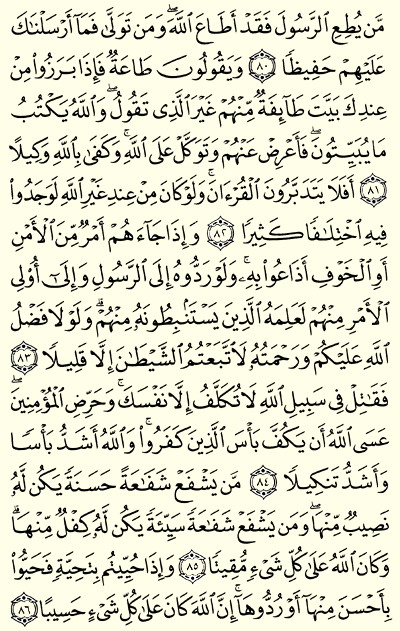 مَّن يُطِعِ ٱلرَّسُولَ فَقَدْ أَطَاعَ ٱللَّهَۖ وَمَن تَوَلَّىٰ فَمَآ أَرْسَلْنَٰكَ
عَلَيْهِمْ حَفِيظًا ٨٠ وَيَقُولُونَ طَاعَةٌ فَإِذَا بَرَزُوا۟ مِنْ
عِندِكَ بَيَّتَ طَآئِفَةٌ مِّنْهُمْ غَيْرَ ٱلَّذِى تَقُولُۖ وَٱللَّهُ يَكْتُبُ
مَا يُبَيِّتُونَۖ فَأَعْرِضْ عَنْهُمْ وَتَوَكَّلْ عَلَى ٱللَّهِۚ وَكَفَىٰ بِٱللَّهِ وَكِيلًا
٨١ أَفَلَا يَتَدَبَّرُونَ ٱلْقُرْءَانَۚ وَلَوْ كَانَ مِنْ عِندِ غَيْرِ ٱللَّهِ لَوَجَدُوا۟
فِيهِ ٱخْتِلَٰفًا كَثِيرًا ٨٢ وَإِذَا جَآءَهُمْ أَمْرٌ مِّنَ ٱلْأَمْنِ
أَوِ ٱلْخَوْفِ أَذَاعُوا۟ بِهِۦۖ وَلَوْ رَدُّوهُ إِلَى ٱلرَّسُولِ وَإِلَىٰٓ أُو۟لِى
ٱلْأَمْرِ مِنْهُمْ لَعَلِمَهُ ٱلَّذِينَ يَسْتَنۢبِطُونَهُۥ مِنْهُمْۗ وَلَوْلَا فَضْلُ
ٱللَّهِ عَلَيْكُمْ وَرَحْمَتُهُۥ لَٱتَّبَعْتُمُ ٱلشَّيْطَٰنَ إِلَّا قَلِيلًا ٨٣
فَقَٰتِلْ فِى سَبِيلِ ٱللَّهِ لَا تُكَلَّفُ إِلَّا نَفْسَكَۚ وَحَرِّضِ ٱلْمُؤْمِنِينَۖ
عَسَى ٱللَّهُ أَن يَكُفَّ بَأْسَ ٱلَّذِينَ كَفَرُوا۟ۚ وَٱللَّهُ أَشَدُّ بَأْسًا
وَأَشَدُّ تَنكِيلًا ٨٤ مَّن يَشْفَعْ شَفَٰعَةً حَسَنَةً يَكُن لَّهُۥ
نَصِيبٌ مِّنْهَاۖ وَمَن يَشْفَعْ شَفَٰعَةً سَيِّئَةً يَكُن لَّهُۥ كِفْلٌ مِّنْهَاۗ
وَكَانَ ٱللَّهُ عَلَىٰ كُلِّ شَىْءٍ مُّقِيتًا ٨٥ وَإِذَا حُيِّيتُم بِتَحِيَّةٍ فَحَيُّوا۟
بِأَحْسَنَ مِنْهَآ أَوْ رُدُّوهَآۗ إِنَّ ٱللَّهَ كَانَ عَلَىٰ كُلِّ شَىْءٍ حَسِيبًا ٨٦